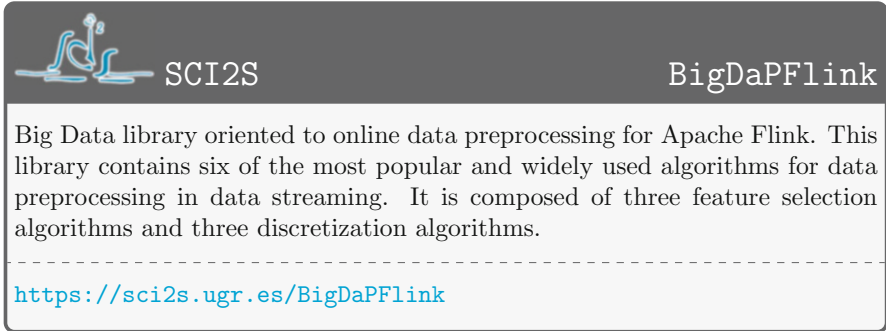 SCI2S BigDaPFlink
Big Data library oriented to online data preprocessing for Apache Flink. This
library contains six of the most popular and widely used algorithms for data
preprocessing in data streaming. It is composed of three feature selection
algorithms and three discretization algorithms.
https://sci2s.ugr.es/BigDaPFlink